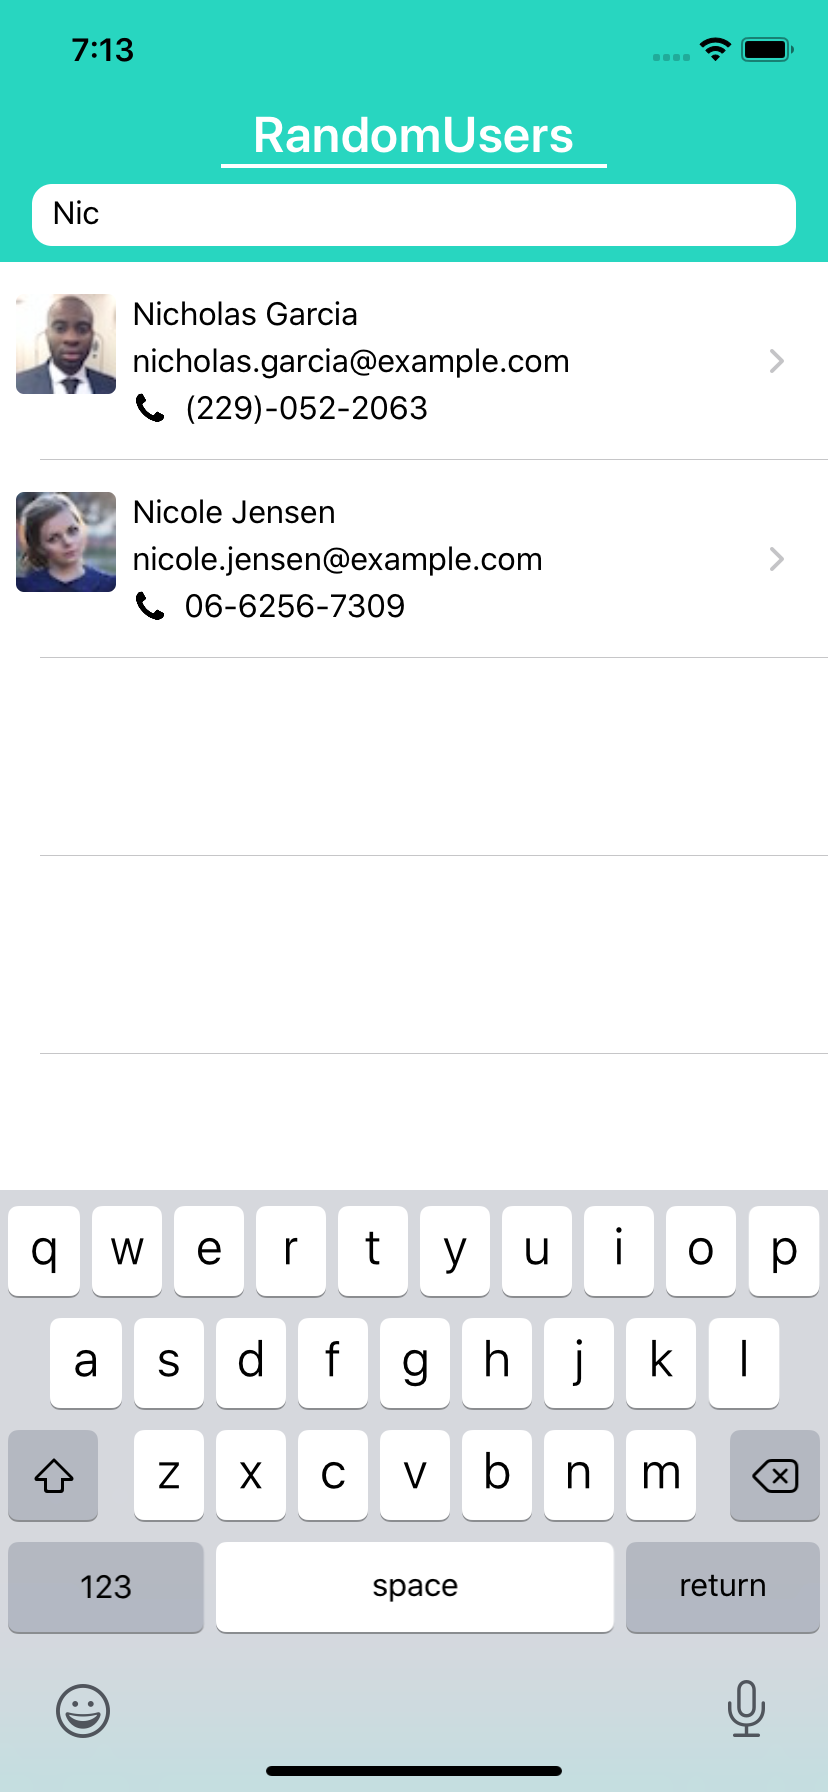 7:13
RandomUsers
Nic
Nicholas Garcia
nicholas.garcia@example.com
(229)-052-2063
Nicole Jensen
nicole.jensen@example.com
06-6256-7309
q w e r t y u i o p
a s d f g h j k l
z x c v b n m
123 space return